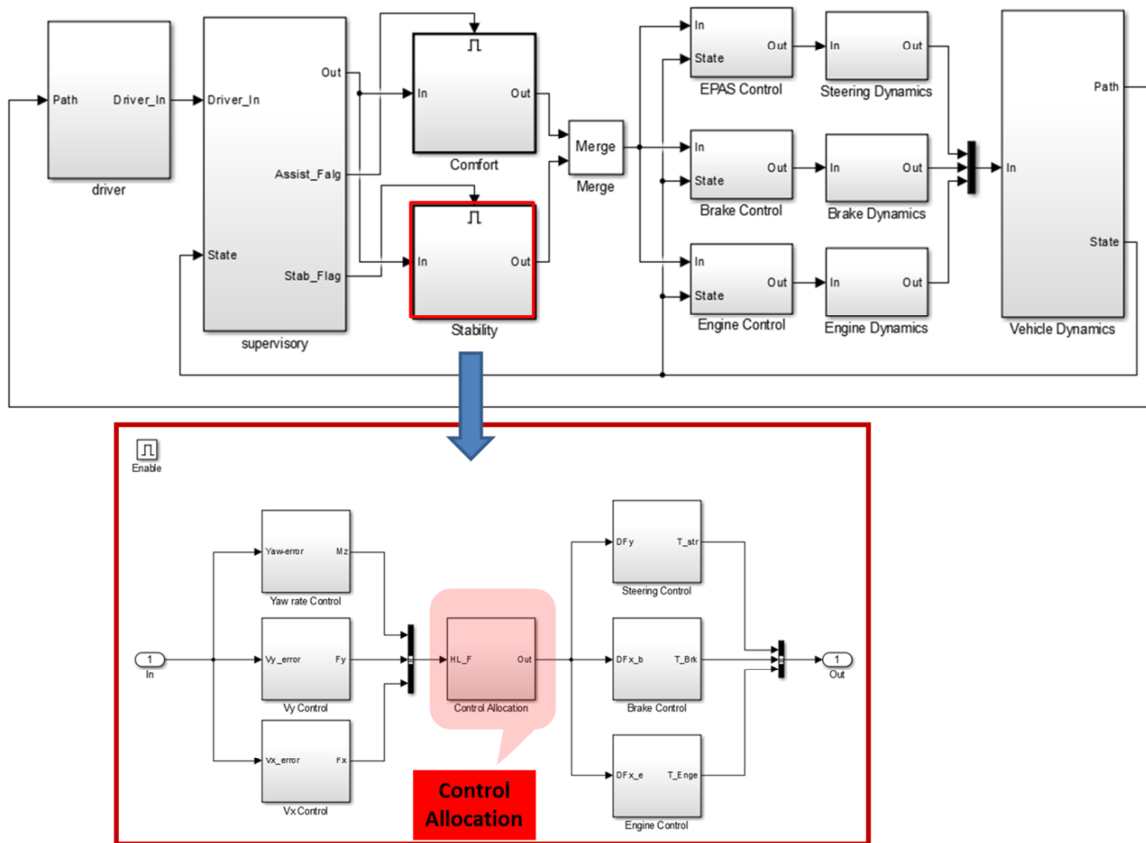 Path
Driver_In
driver
Driver_In
State
Out
Assist_Falg
Stab_Flag
supervisory
In
Out
Comfort
In
Out
Stability
Merge
Merge
In
State
Out
EPAS Control
In
Out
Steering Dynamics
In
State
Out
Brake Control
In
Out
Brake Dynamics
In
State
Out
Engine Control
In
Out
Engine Dynamics
In
Path
State
Vehicle Dynamics
Enable
1
In
Yaw-error
Mz
Yaw rate Control
Vy_error
Fy
Vy Control
Vx_error
Fx
Vx Control
HL_F
Out
Control Allocation
Control
Allocation
DFy
T_str
Steering Control
DFx_b
T_Brk
Brake Control
DFx_e
T_Enge
Engine Control
1
Out